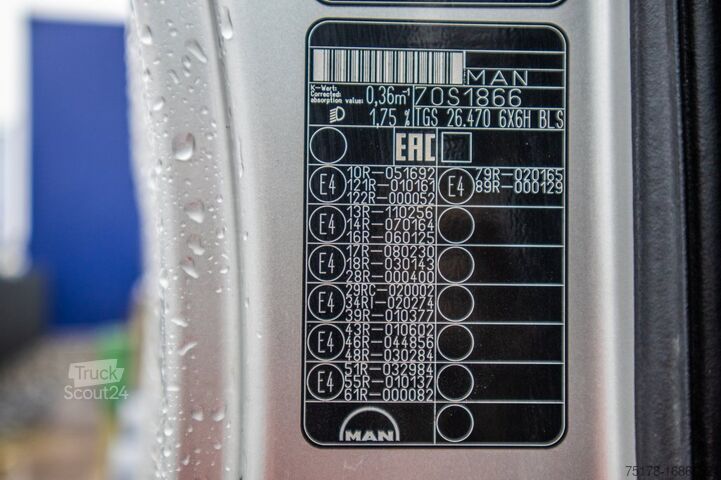 MAN
K-Wert:
Corrected:
absorption value:
0,36m⁻¹
70S1866
1,75 %
TGS 26.470 6X6H BLS
EAC
E4
10R-051692
121R-010161
122R-000052
E4
79R-020165
89R-000129
13R-110256
E4
14R-070164
16R-060125
17R-080230
E4
18R-030143
28R-000400
29RC-020002
E4
34RI-020274
39R-010377
43R-010602
E4
46R-044856
48R-030284
51R-032984
E4
55R-010137
61R-000082
MAN
Truck
Scout24